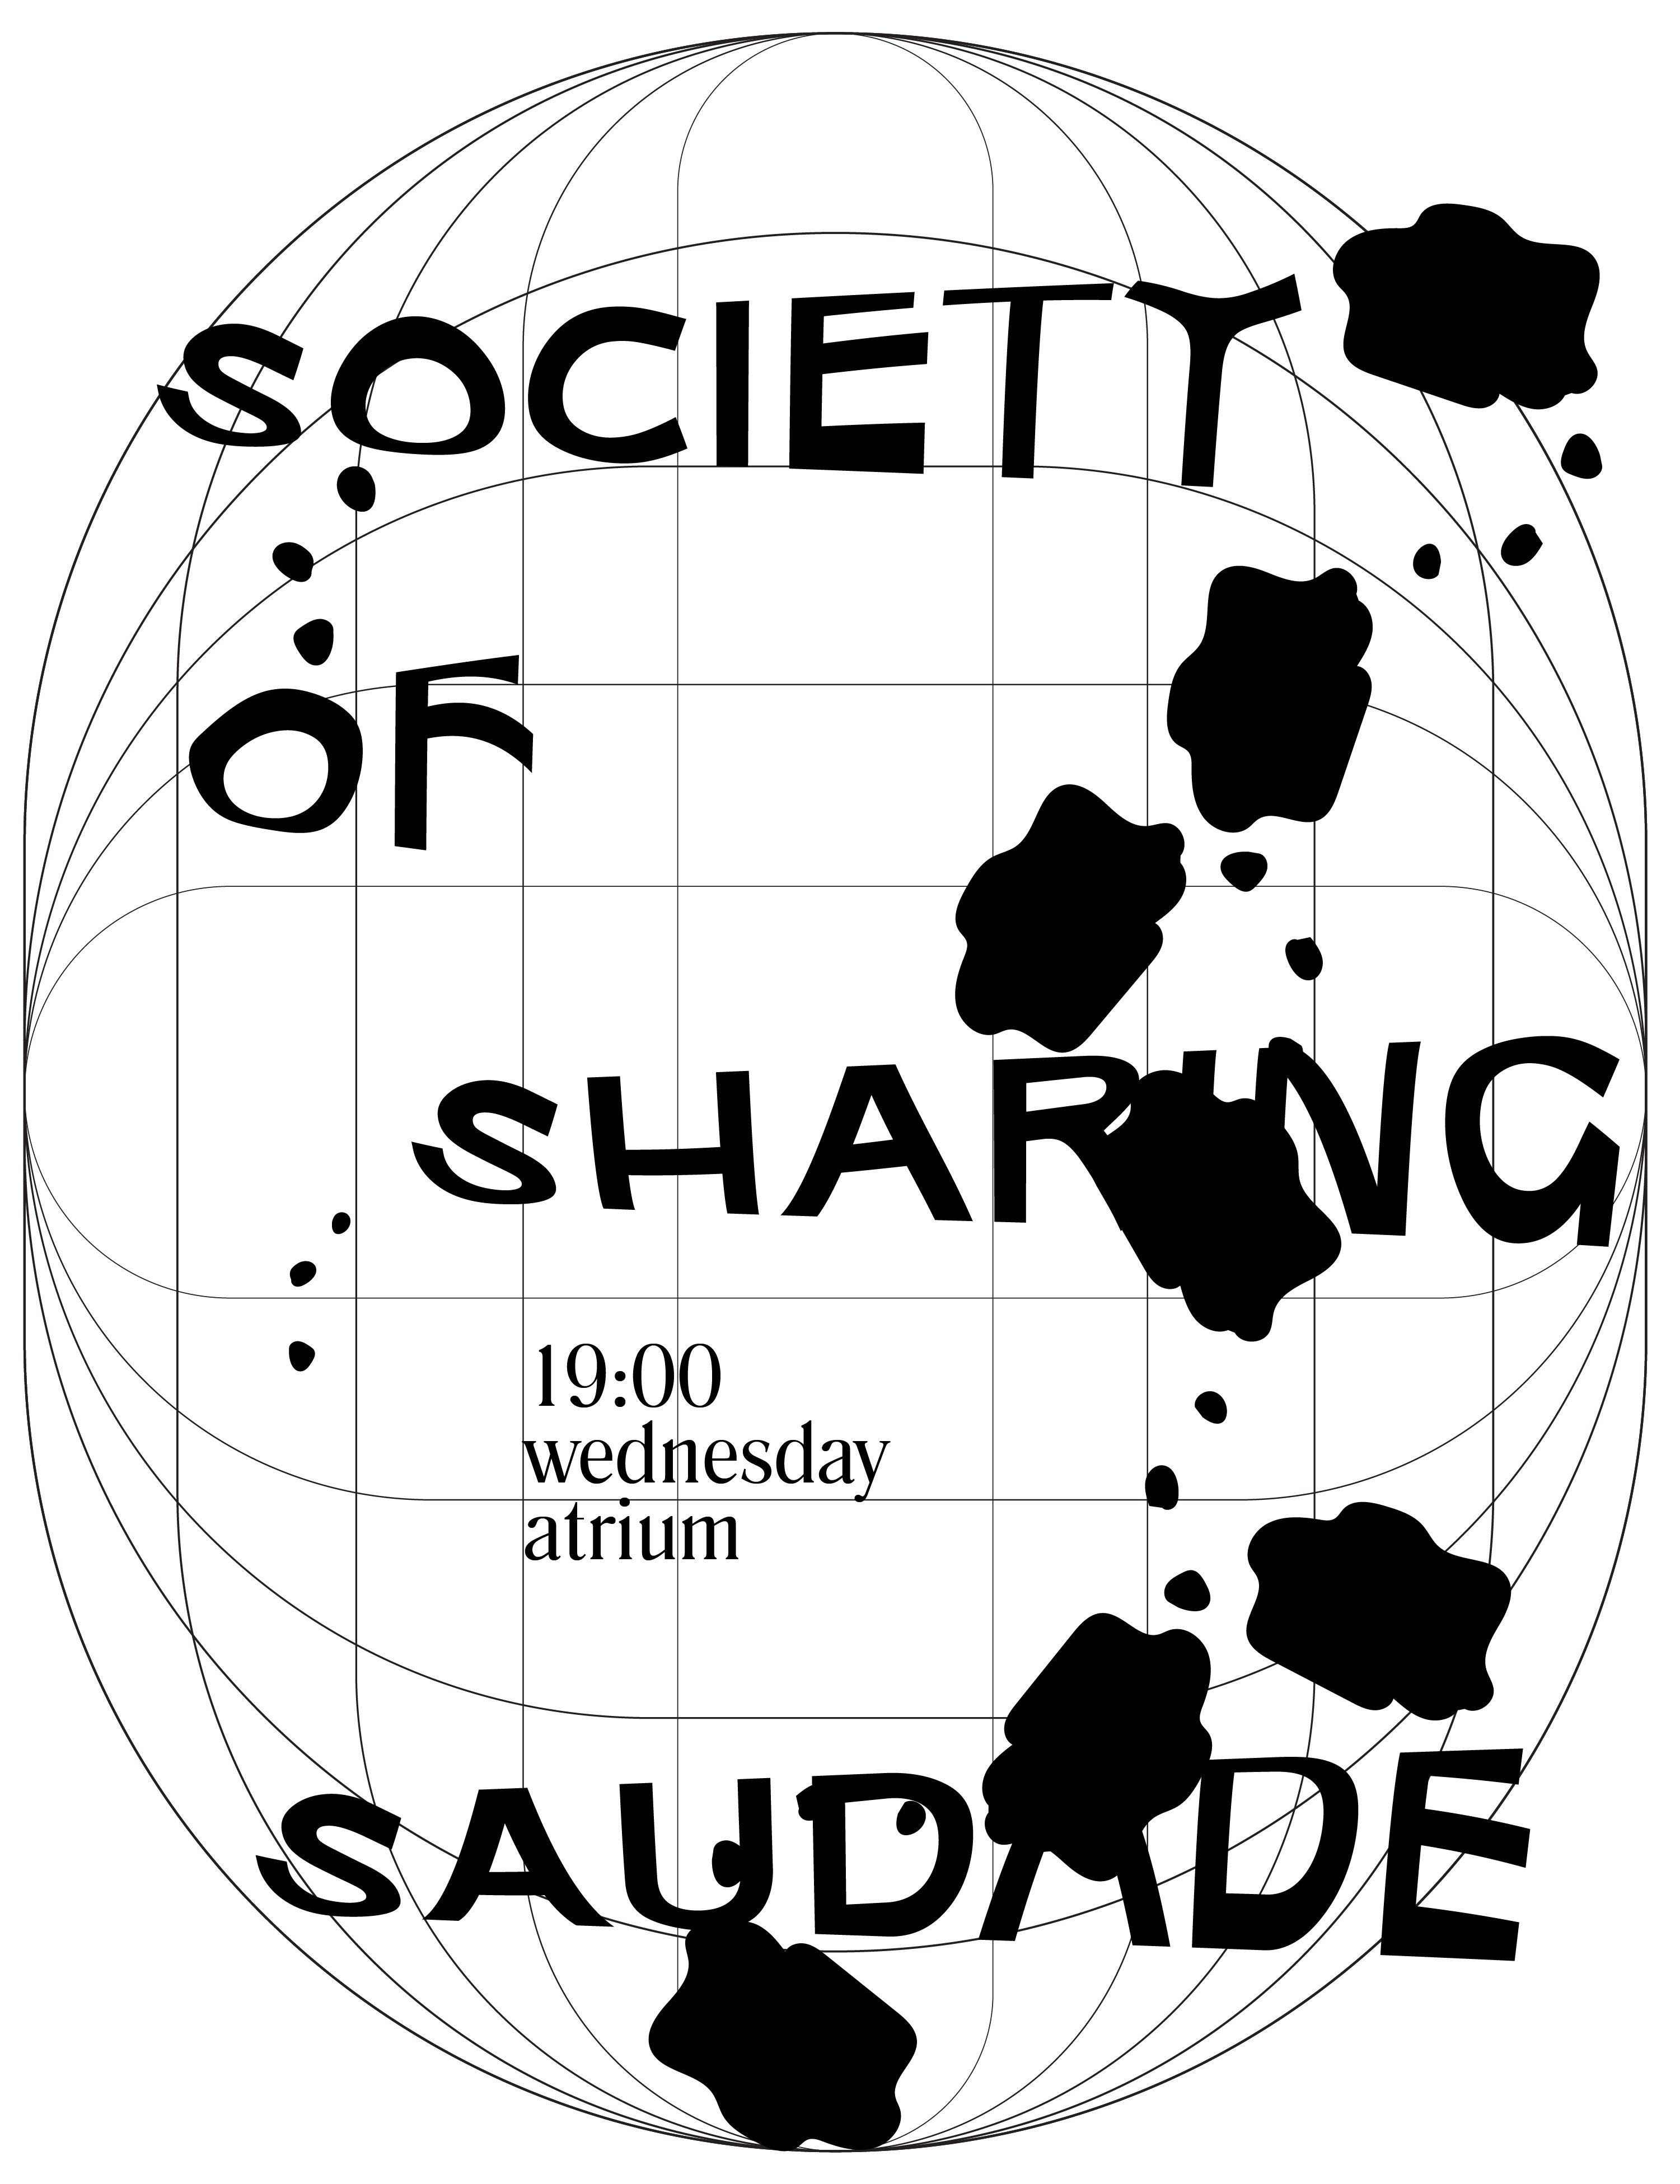 SOCIETY
OF
SHARING
19:00
wednesday
atrium
SAUDADE